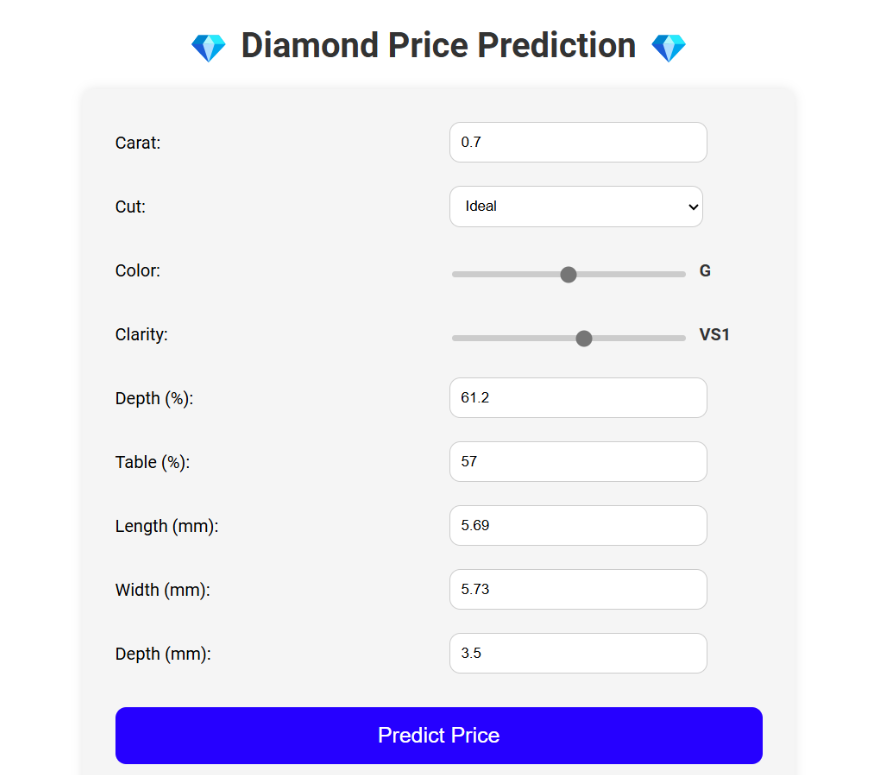 Diamond Price Prediction
Carat: 0.7
Cut: Ideal
Color: G
Clarity: VS1
Depth (%): 61.2
Table (%): 57
Length (mm): 5.69
Width (mm): 5.73
Depth (mm): 3.5
Predict Price